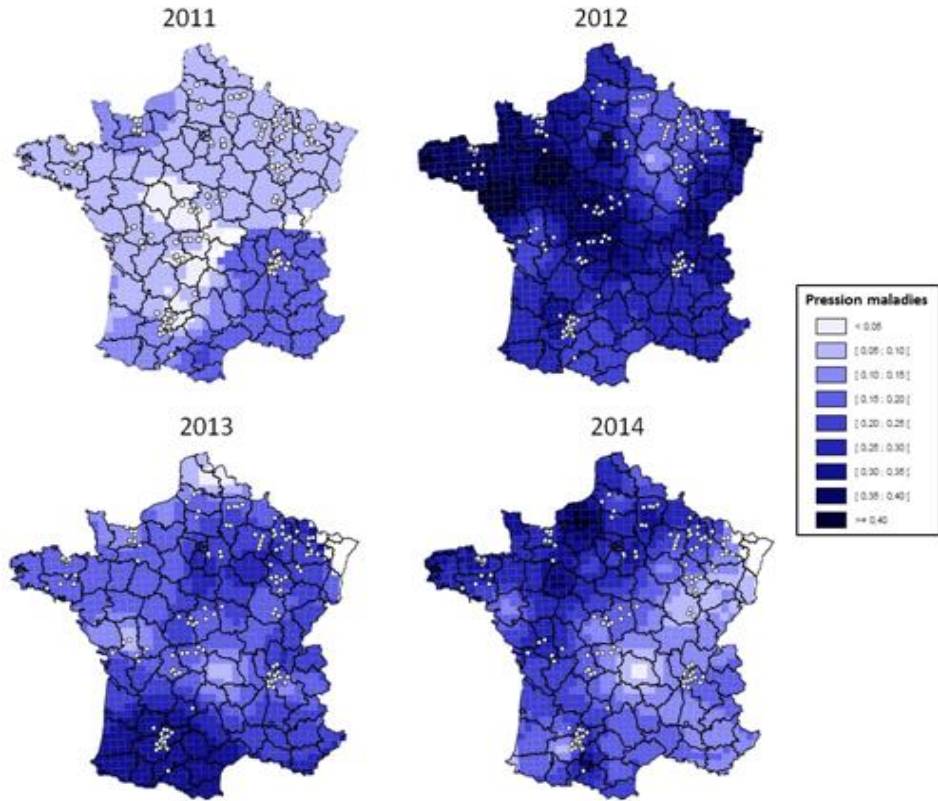 2011
2012
Pression maladies
< 0,05
[ 0,05 ; 0,10 [
[ 0,10 ; 0,15 [
[ 0,15 ; 0,20 [
[ 0,20 ; 0,25 [
[ 0,25 ; 0,30 [
[ 0,30 ; 0,35 [
[ 0,35 ; 0,40 [
>= 0,40
2013
2014